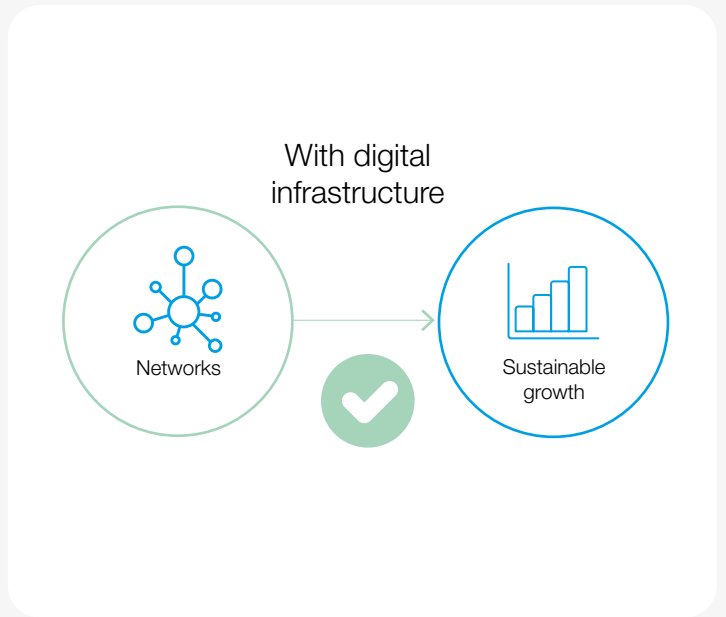 With digital
infrastructure
Networks
Sustainable
growth